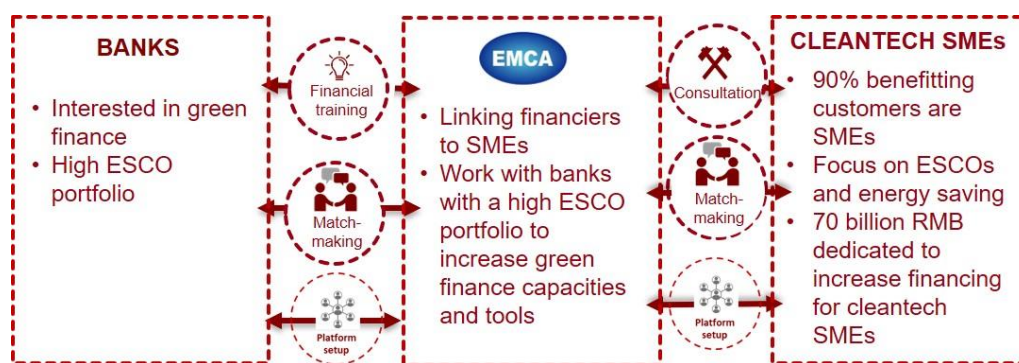 BANKS
• Interested in green
finance
• High ESCO
portfolio
Financial
training
Match-
making
Platform
setup
EMCA
• Linking financiers
to SMEs
• Work with banks
with a high ESCO
portfolio to
increase green
finance capacities
and tools
Consultation
Match-
making
Platform
setup
CLEANTECH SMEs
• 90% benefitting
customers are
SMEs
• Focus on ESCOs
and energy saving
• 70 billion RMB
dedicated to
increase financing
for cleantech
SMEs